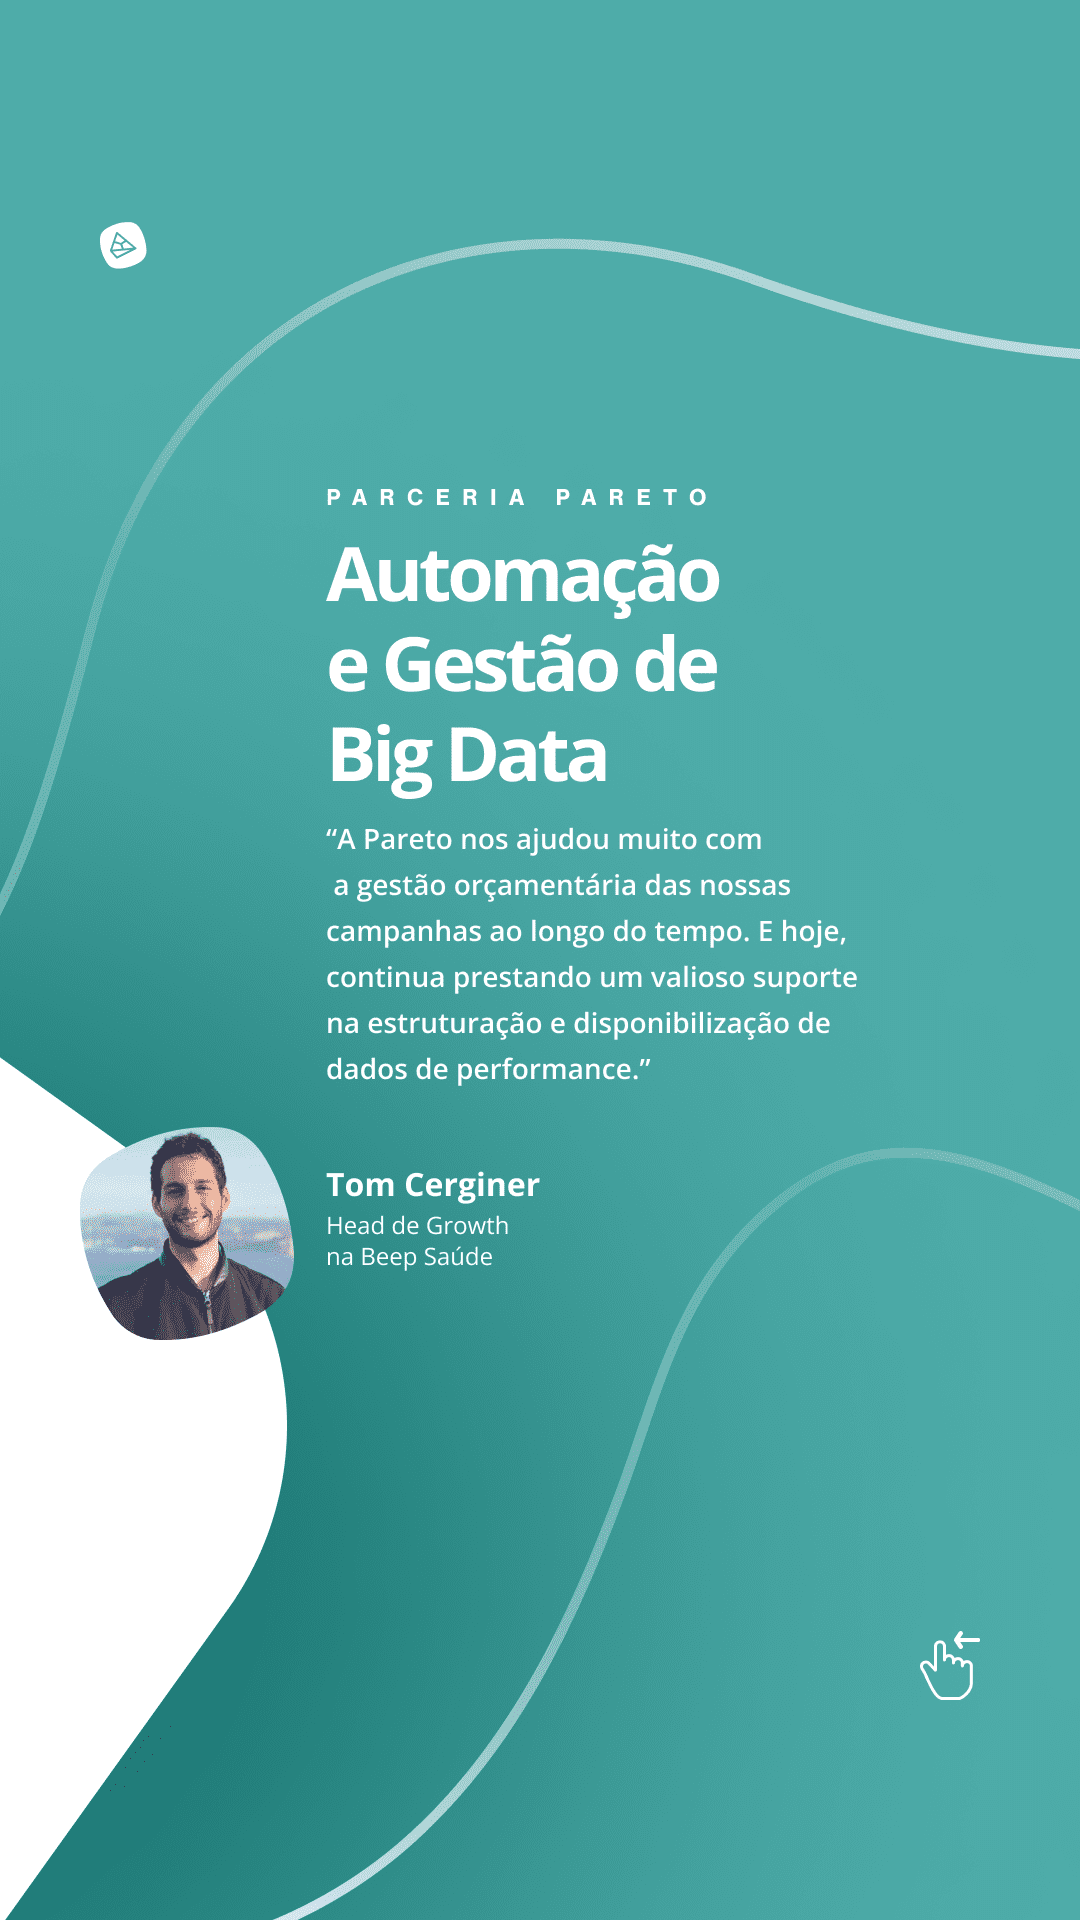 PARCERIA PARETO
Automação
e Gestão de
Big Data
“A Pareto nos ajudou muito com
a gestão orçamentária das nossas
campanhas ao longo do tempo. E hoje,
continua prestando um valioso suporte
na estruturação e disponibilização de
dados de performance.”
Tom Cerginer
Head de Growth
na Beep Saúde